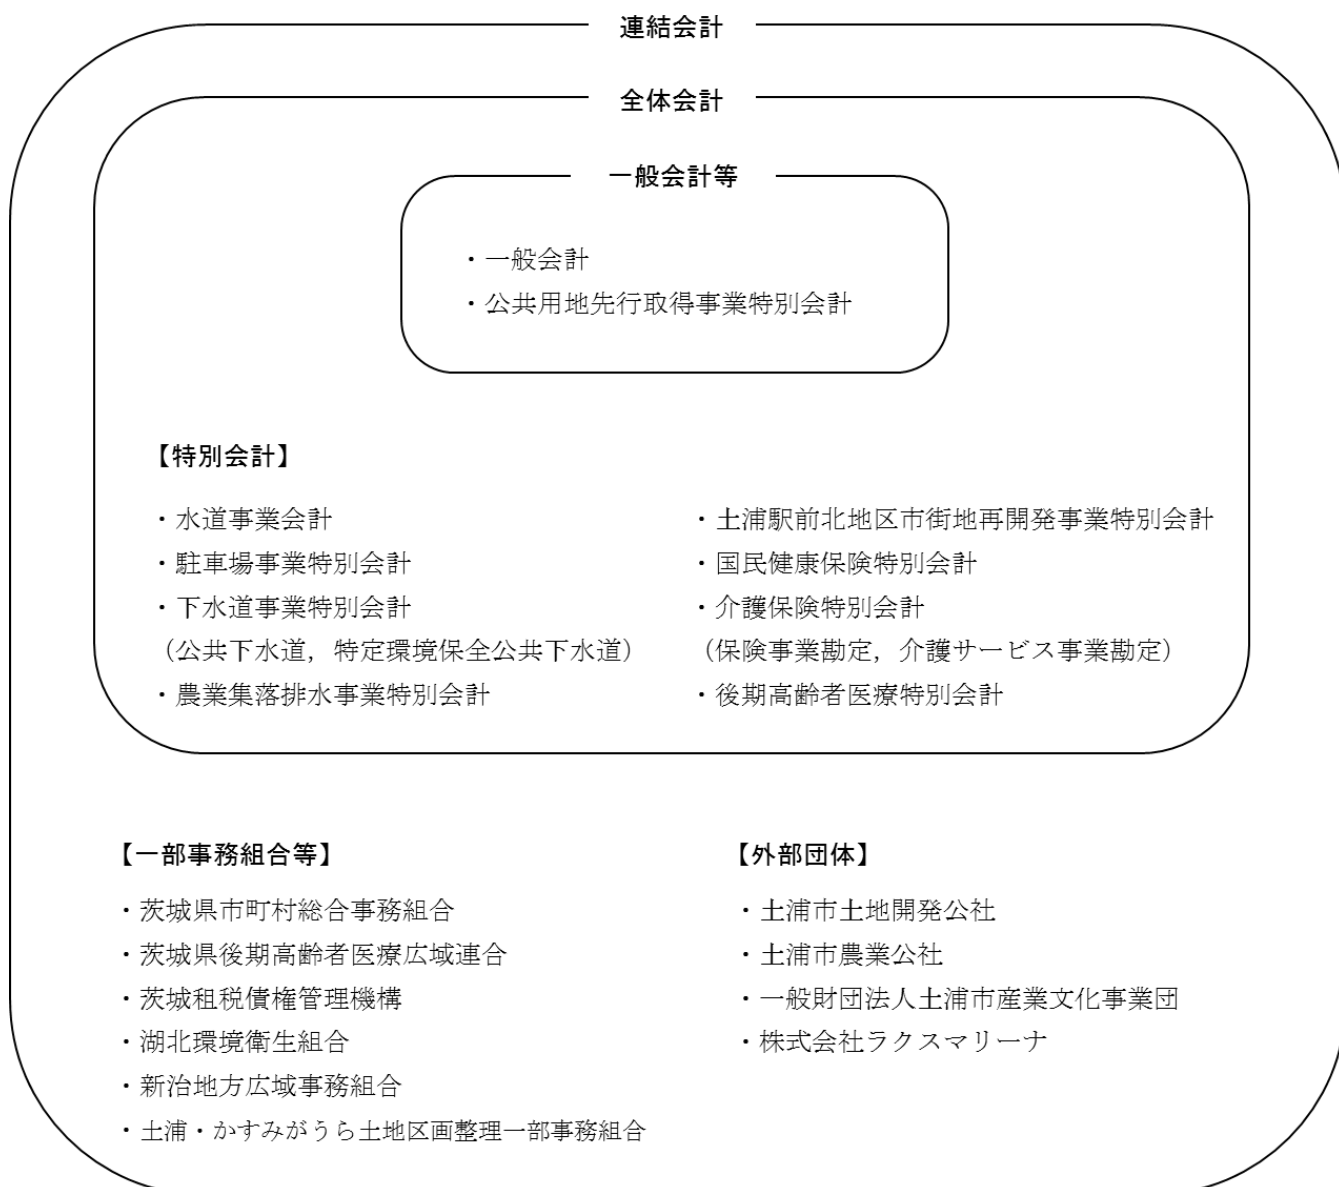 連結会計
全体会計
一般会計等
・一般会計
・公共用地先行取得事業特別会計
【特別会計】
・水道事業会計
・駐車場事業特別会計
・下水道事業特別会計
（公共下水道，特定環境保全公共下水道）
・農業集落排水事業特別会計
・土浦駅前北地区市街地再開発事業特別会計
・国民健康保険特別会計
・介護保険特別会計
（保険事業勘定，介護サービス事業勘定）
・後期高齢者医療特別会計
【一部事務組合等】
・茨城県市町村総合事務組合
・茨城県後期高齢者医療広域連合
・茨城租税債権管理機構
・湖北環境衛生組合
・新治地方広域事務組合
・土浦・かすみがうら土地区画整理一部事務組合
【外部団体】
・土浦市土地開発公社
・土浦市農業公社
・一般財団法人土浦市産業文化事業団
・株式会社ラクスマリーナ